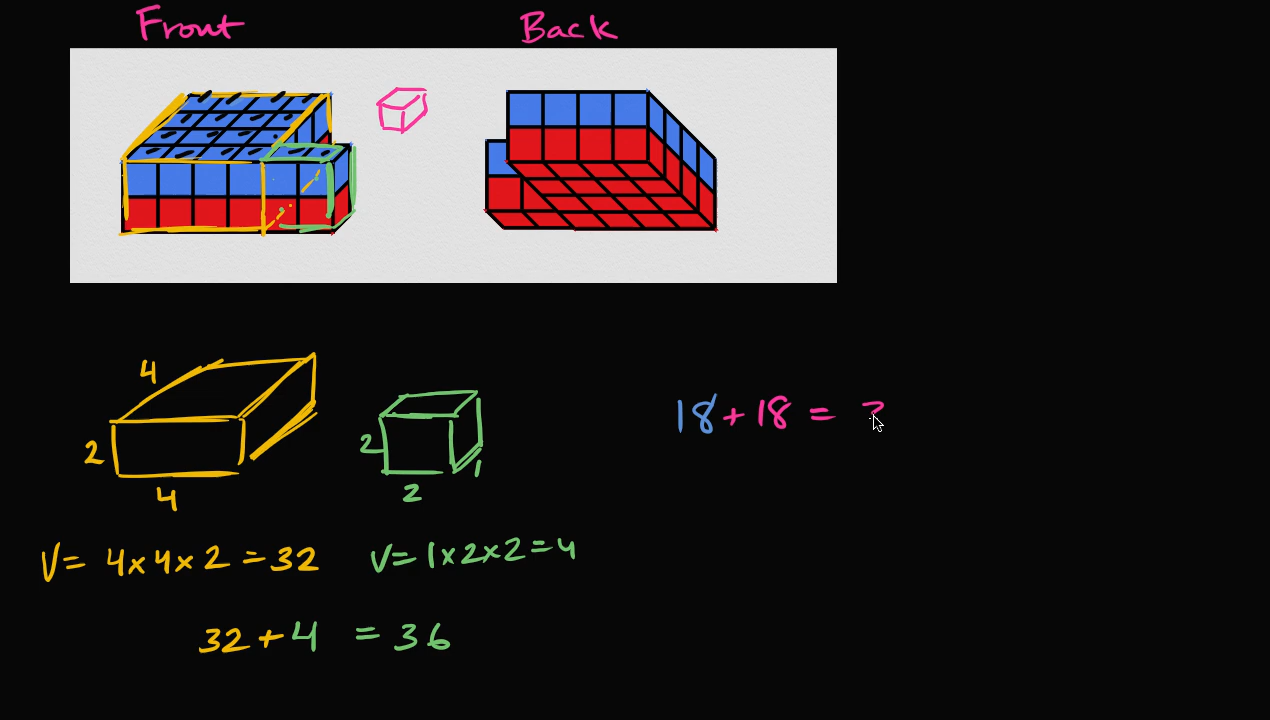 Front Back
4
2 4
2 2 1
18 + 18 = 3
V = 4 x 4 x 2 = 32 V = 1 x 2 x 2 = 4
32 + 4 = 36